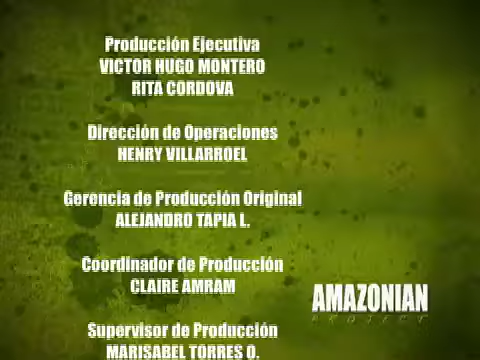 Producción Ejecutiva
VICTOR HUGO MONTERO
RITA CORDOVA
Dirección de Operaciones
HENRY VILLARROEL
Gerencia de Producción Original
ALEJANDRO TAPIA L.
Coordinador de Producción
CLAIRE AMRAM
Supervisor de Producción
MARISABEL TORRES O.
AMAZONIAN
PROJECT